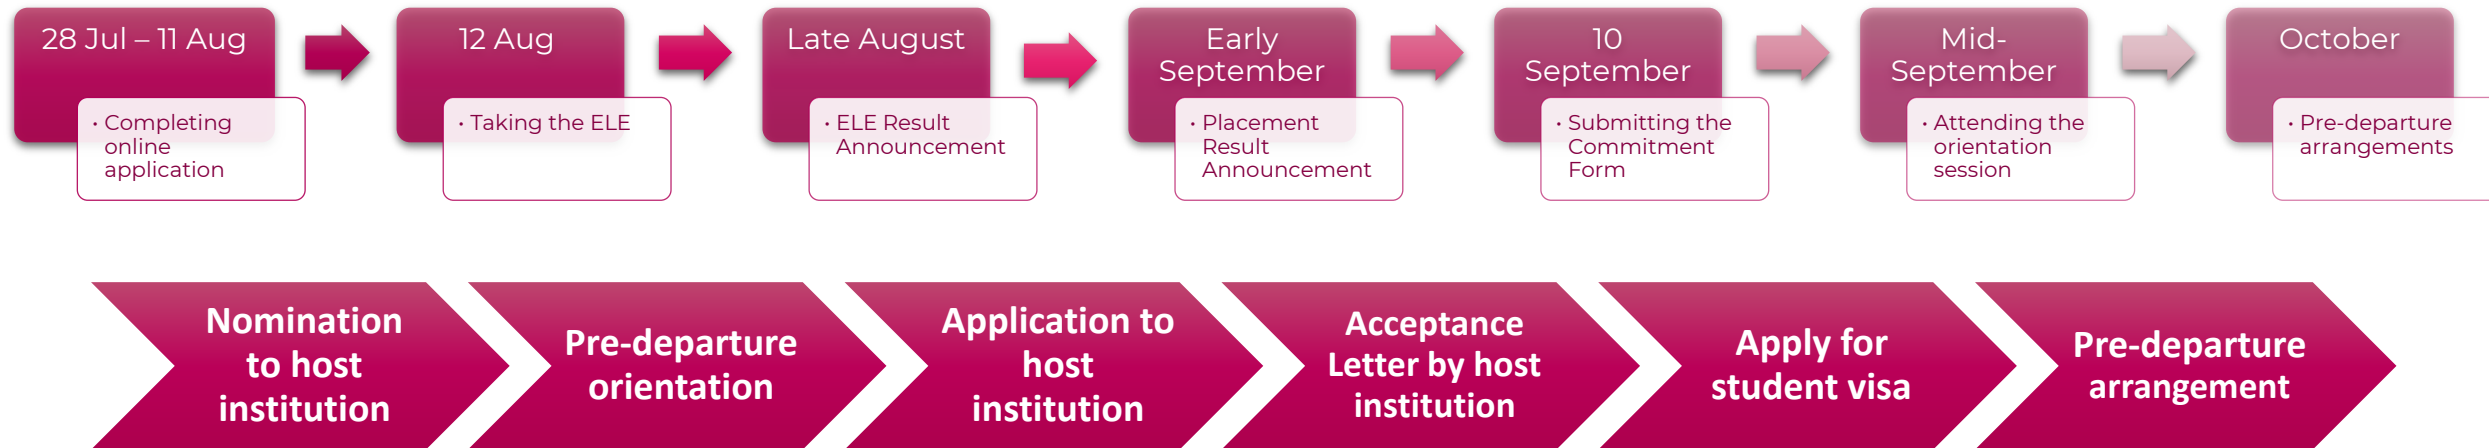 28 Jul – 11 Aug
• Completing
online
application
12 Aug
• Taking the ELE
Late August
• ELE Result
Announcement
Early
September
• Placement
Result
Announcement
10
September
• Submitting the
Commitment
Form
Mid-
September
• Attending the
orientation
session
October
• Pre-departure
arrangements
Nomination
to host
institution
Pre-departure
orientation
Application to
host
institution
Acceptance
Letter by host
institution
Apply for
student visa
Pre-departure
arrangement